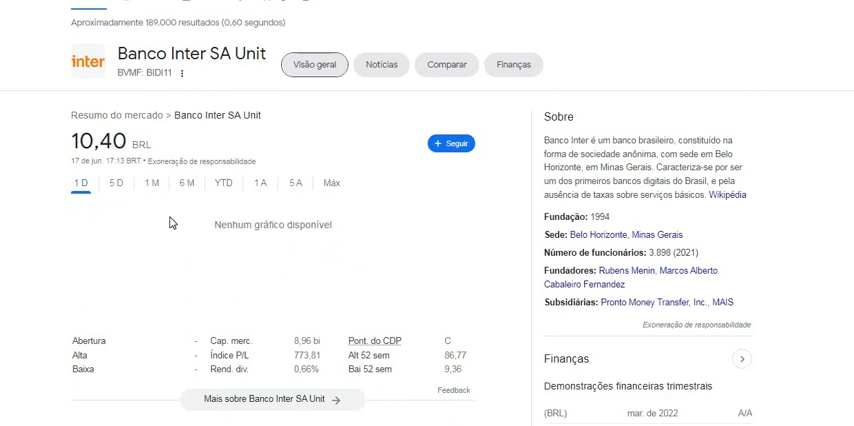 Aproximadamente 189.000 resultados (0,60 segundos)
inter
Banco Inter SA Unit
BVMF: BIDI11
Visão geral
Notícias
Comparar
Finanças
Resumo do mercado > Banco Inter SA Unit
10,40 BRL
+ Seguir
17 de jun. 17:13 BRT • Exoneração de responsabilidade
1 D
5 D
1 M
6 M
YTD
1 A
5 A
Máx
Nenhum gráfico disponível
Abertura - Cap. merc. 8,96 bi Pont. do CDP C
Alta - Índice P/L 773,81 Alt 52 sem 86,77
Baixa - Rend. div. 0,66% Bai 52 sem 9,36
Feedback
Mais sobre Banco Inter SA Unit →
Sobre
Banco Inter é um banco brasileiro, constituído na
forma de sociedade anônima, com sede em Belo
Horizonte, em Minas Gerais. Caracteriza-se por ser
um dos primeiros bancos digitais do Brasil, e pela
ausência de taxas sobre serviços básicos. Wikipédia
Fundação: 1994
Sede: Belo Horizonte, Minas Gerais
Número de funcionários: 3.898 (2021)
Fundadores: Rubens Menin, Marcos Alberto
Cabaleiro Fernandez
Subsidiárias: Pronto Money Transfer, Inc., MAIS
Exoneração de responsabilidade
Finanças
Demonstrações financeiras trimestrais
(BRL) mar. de 2022 A/A